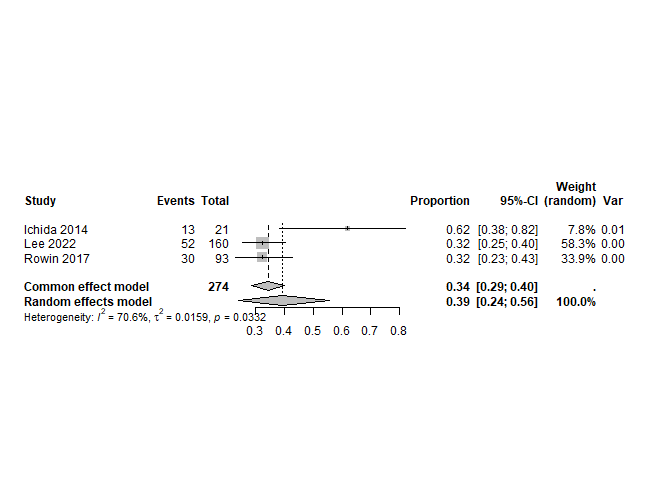 Weight
Study Events Total Proportion 95%-CI (random) Var
Ichida 2014 13 21 0.62 [0.38; 0.82] 7.8% 0.01
Lee 2022 52 160 0.32 [0.25; 0.40] 58.3% 0.00
Rowin 2017 30 93 0.32 [0.23; 0.43] 33.9% 0.00
Common effect model 274 0.34 [0.29; 0.40] .
Random effects model 0.39 [0.24; 0.56] 100.0%
Heterogeneity: I² = 70.6%, τ² = 0.0159, p = 0.0332
0.3 0.4 0.5 0.6 0.7 0.8